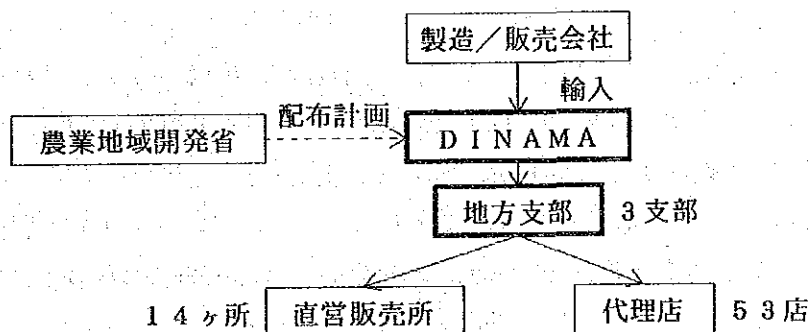 製造／販売会社
輸入
配布計画
農業地域開発省
ＤＩＮＡＭＡ
地方支部 ３支部
１４ヶ所 直営販売所 代理店 ５３店